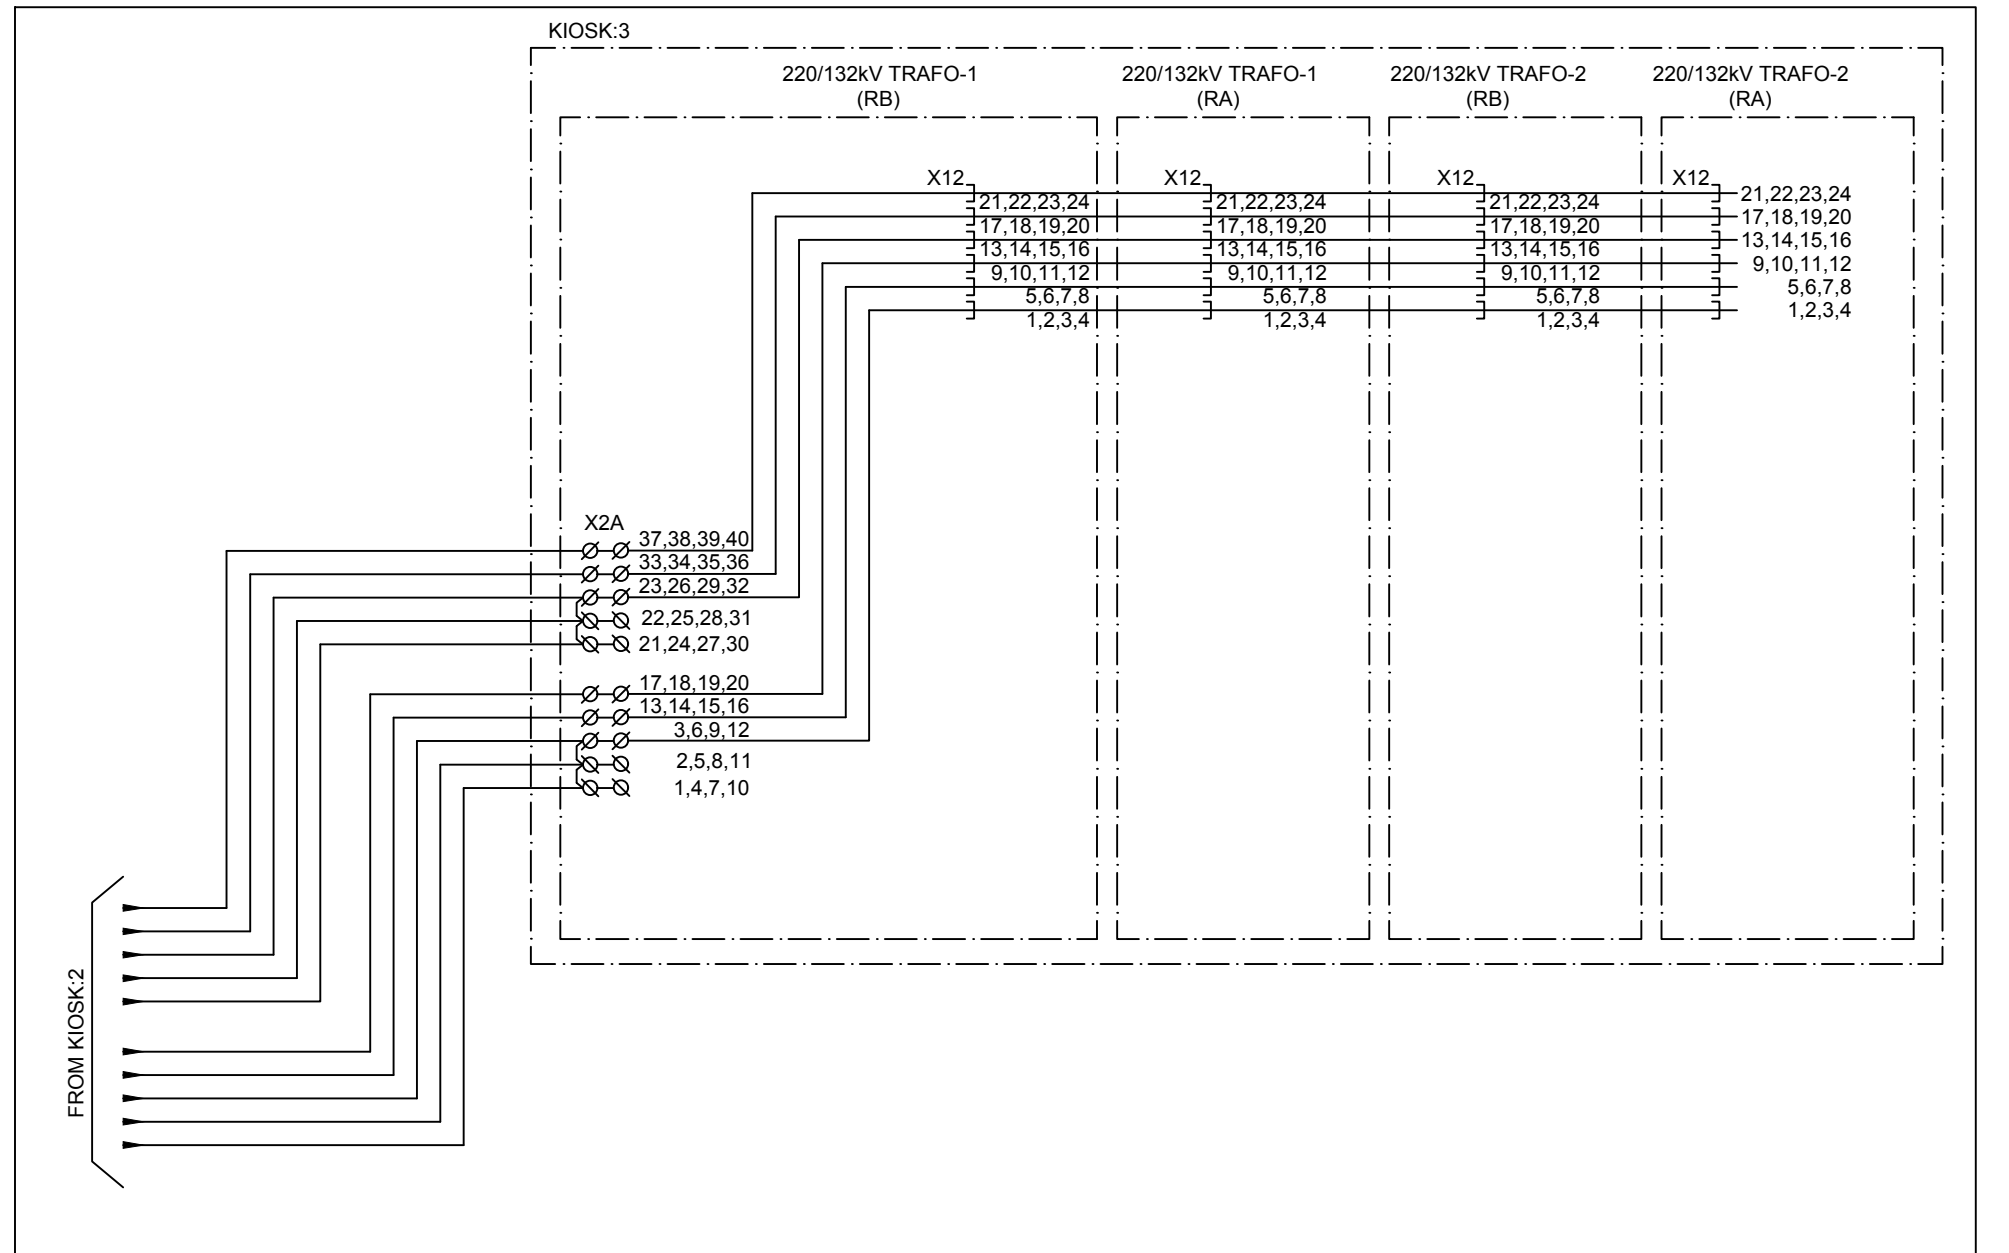 KIOSK:3
220/132kV TRAFO-1
(RB)
220/132kV TRAFO-1
(RA)
220/132kV TRAFO-2
(RB)
220/132kV TRAFO-2
(RA)
X12
21,22,23,24
17,18,19,20
13,14,15,16
9,10,11,12
5,6,7,8
1,2,3,4
X12
21,22,23,24
17,18,19,20
13,14,15,16
9,10,11,12
5,6,7,8
1,2,3,4
X12
21,22,23,24
17,18,19,20
13,14,15,16
9,10,11,12
5,6,7,8
1,2,3,4
X12
21,22,23,24
17,18,19,20
13,14,15,16
9,10,11,12
5,6,7,8
1,2,3,4
X2A
37,38,39,40
33,34,35,36
23,26,29,32
22,25,28,31
21,24,27,30
17,18,19,20
13,14,15,16
3,6,9,12
2,5,8,11
1,4,7,10
FROM KIOSK:2